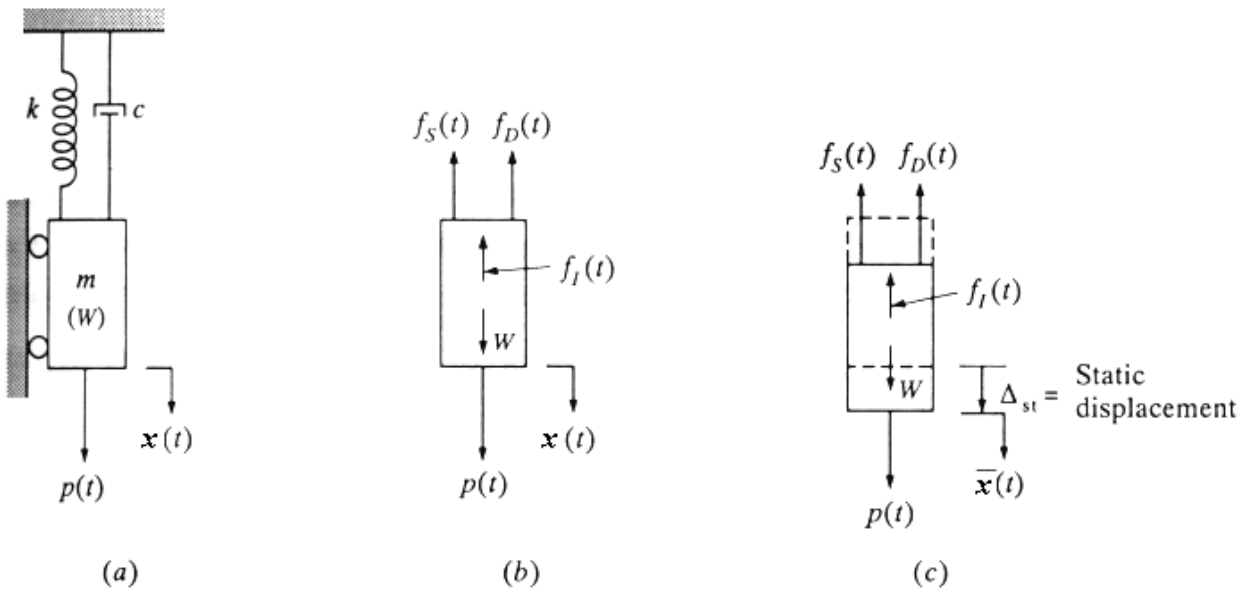 k
c
m
(W)
x(t)
p(t)
(a)
f_S(t)
f_D(t)
f_I(t)
W
x(t)
p(t)
(b)
f_S(t)
f_D(t)
f_I(t)
W
Δ_st = Static
displacement
x̄(t)
p(t)
(c)